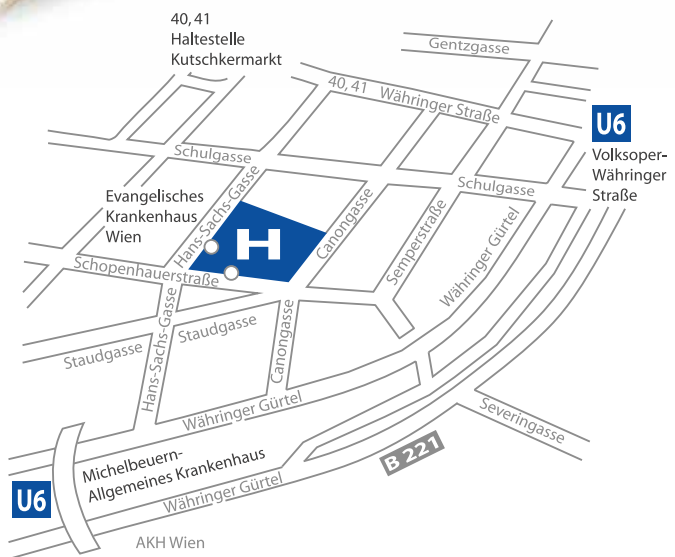 40, 41
Haltestelle
Kutschkermarkt
Gentzgasse
40, 41 Währinger Straße
U6
Volksoper-
Währinger
Straße
Schulgasse
Schulgasse
Evangelisches
Krankenhaus
Wien
Hans-Sachs-Gasse
H
Canongasse
Semperstraße
Währinger Gürtel
Schopenhauerstraße
Hans-Sachs-Gasse
Staudgasse
Staudgasse
Canongasse
Währinger Gürtel
Severingasse
B 221
Michelbeuern-
Allgemeines Krankenhaus
U6
Währinger Gürtel
AKH Wien